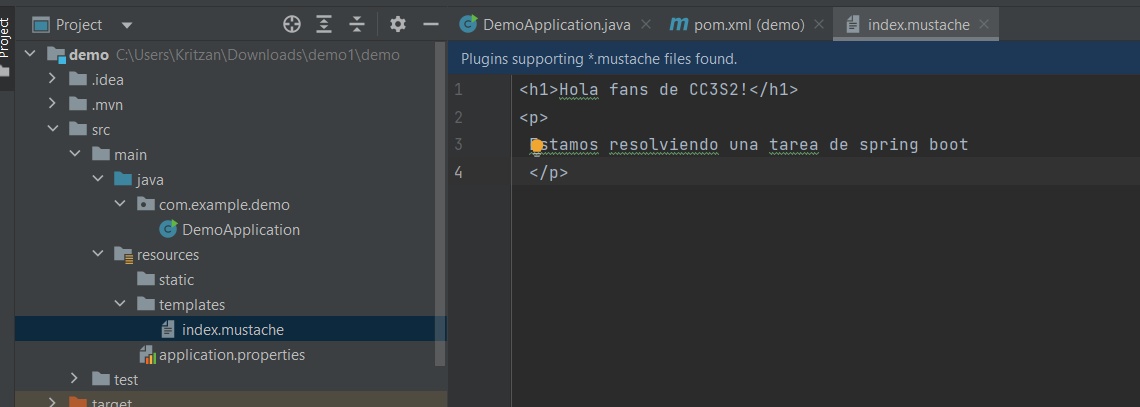 Project
Project
demo C:\Users\Kritzan\Downloads\demo1\demo
.idea
.mvn
src
main
java
com.example.demo
DemoApplication
resources
static
templates
index.mustache
application.properties
test
target
DemoApplication.java
pom.xml (demo)
index.mustache
Plugins supporting *.mustache files found.
1 <h1>Hola fans de CC3S2!</h1>
2 <p>
3 Estamos resolviendo una tarea de spring boot
4 </p>